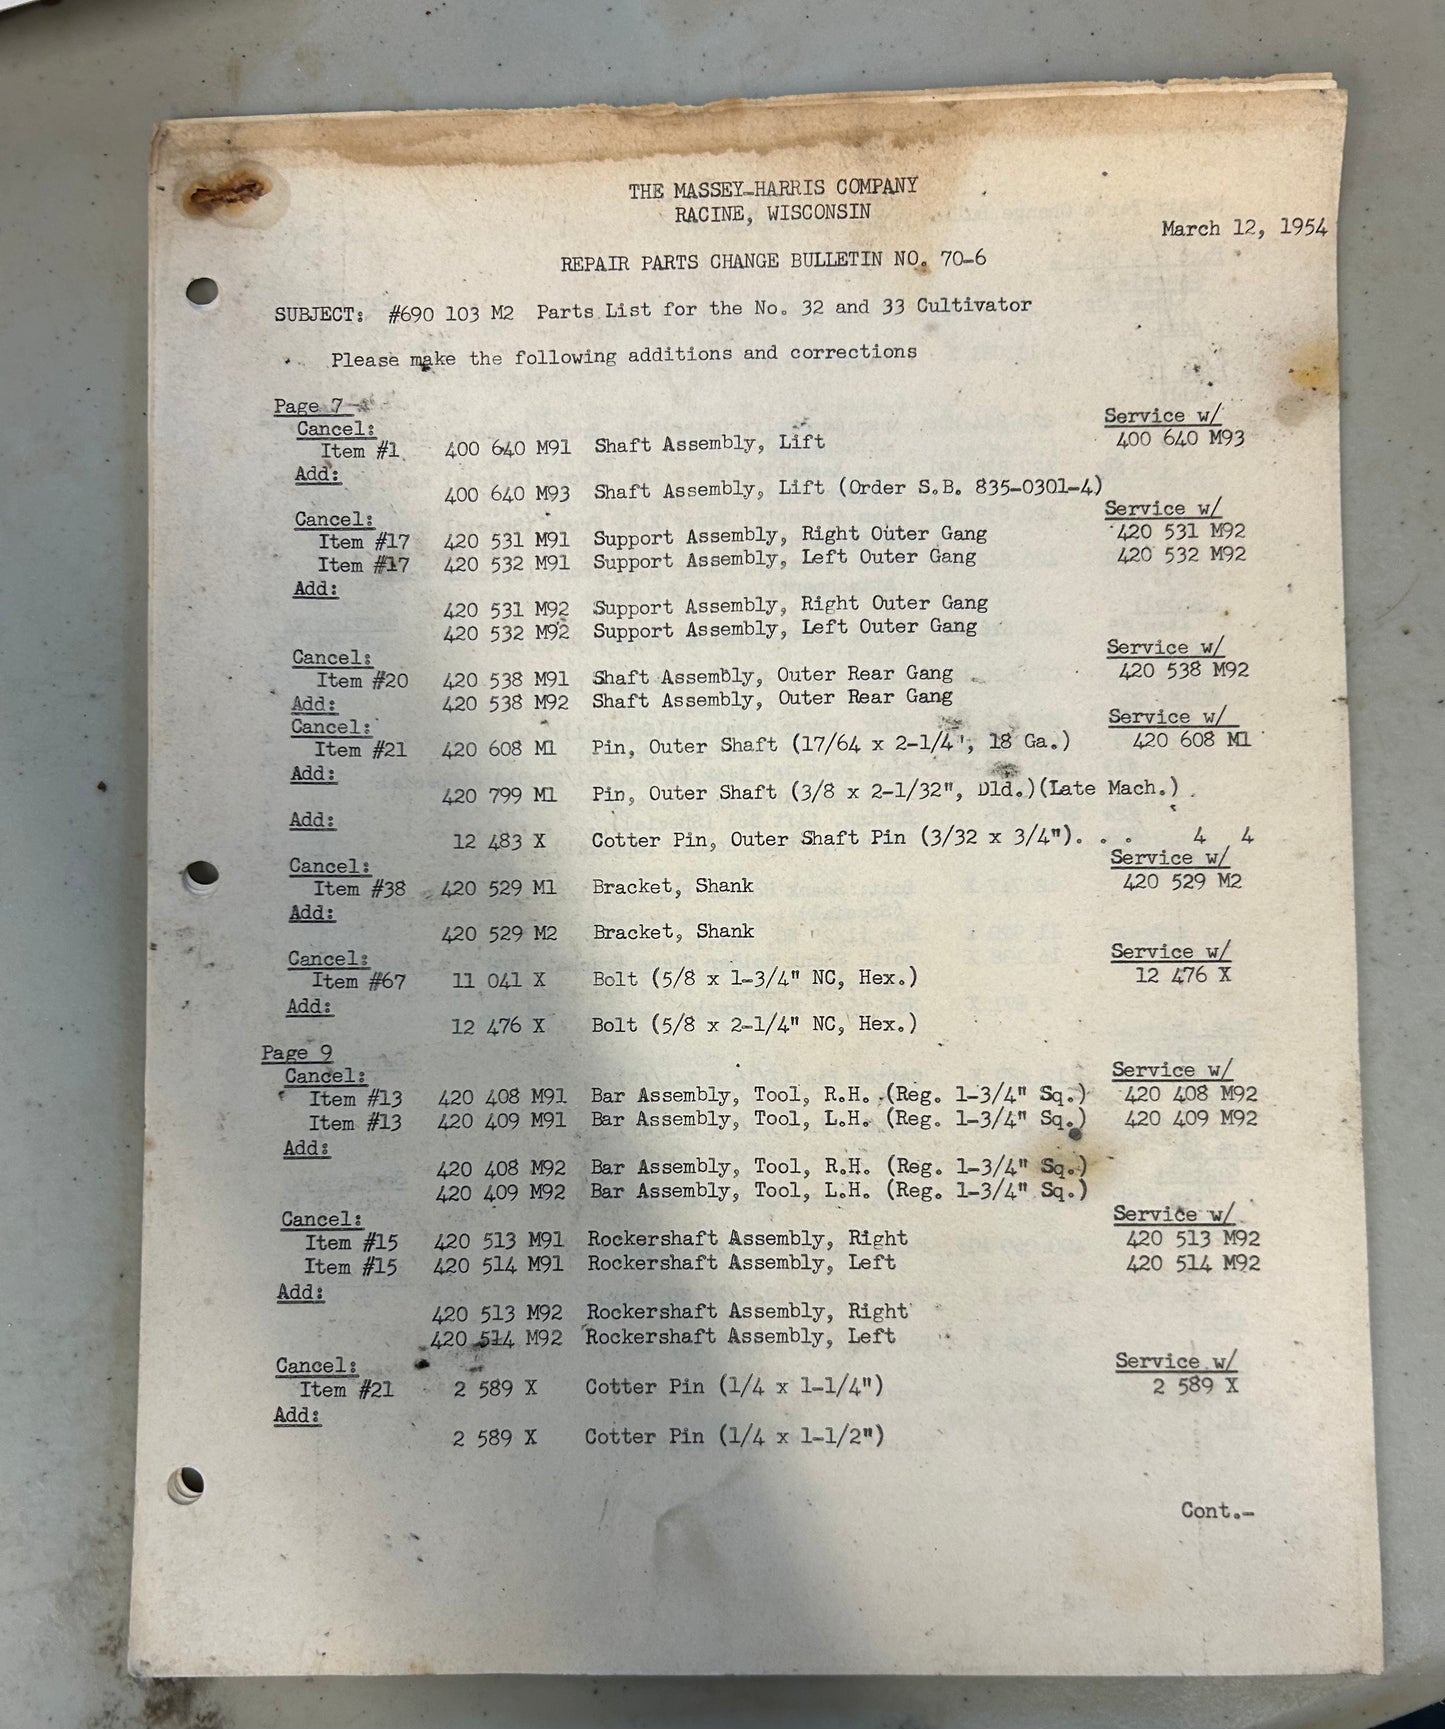 THE MASSEY-HARRIS COMPANY
RACINE, WISCONSIN
March 12, 1954
REPAIR PARTS CHANGE BULLETIN NO. 70-6
SUBJECT: #690 103 M2 Parts List for the No. 32 and 33 Cultivator
Please make the following additions and corrections
Page 7
Cancel: Service w/
Item #1 400 640 M91 Shaft Assembly, Lift 400 640 M93
Add:
400 640 M93 Shaft Assembly, Lift (Order S.B. 835-0301-4)
Cancel: Service w/
Item #17 420 531 M91 Support Assembly, Right Outer Gang 420 531 M92
Item #17 420 532 M91 Support Assembly, Left Outer Gang 420 532 M92
Add:
420 531 M92 Support Assembly, Right Outer Gang
420 532 M92 Support Assembly, Left Outer Gang
Cancel: Service w/
Item #20 420 538 M91 Shaft Assembly, Outer Rear Gang 420 538 M92
Add: 420 538 M92 Shaft Assembly, Outer Rear Gang
Cancel: Service w/
Item #21 420 608 M1 Pin, Outer Shaft (17/64 x 2-1/4', 18 Ga.) 420 608 M1
Add:
420 799 M1 Pin, Outer Shaft (3/8 x 2-1/32", Dld.)(Late Mach.)
Add:
12 483 X Cotter Pin, Outer Shaft Pin (3/32 x 3/4"). . . 4 4
Cancel: Service w/
Item #38 420 529 M1 Bracket, Shank 420 529 M2
Add:
420 529 M2 Bracket, Shank
Cancel: Service w/
Item #67 11 041 X Bolt (5/8 x 1-3/4" NC, Hex.) 12 476 X
Add:
12 476 X Bolt (5/8 x 2-1/4" NC, Hex.)
Page 9
Cancel: Service w/
Item #13 420 408 M91 Bar Assembly, Tool, R.H. (Reg. 1-3/4" Sq.) 420 408 M92
Item #13 420 409 M91 Bar Assembly, Tool, L.H. (Reg. 1-3/4" Sq.) 420 409 M92
Add:
420 408 M92 Bar Assembly, Tool, R.H. (Reg. 1-3/4" Sq.)
420 409 M92 Bar Assembly, Tool, L.H. (Reg. 1-3/4" Sq.)
Cancel: Service w/
Item #15 420 513 M91 Rockershaft Assembly, Right 420 513 M92
Item #15 420 514 M91 Rockershaft Assembly, Left 420 514 M92
Add:
420 513 M92 Rockershaft Assembly, Right
420 514 M92 Rockershaft Assembly, Left
Cancel: Service w/
Item #21 2 589 X Cotter Pin (1/4 x 1-1/4") 2 589 X
Add:
2 589 X Cotter Pin (1/4 x 1-1/2")
Cont.-